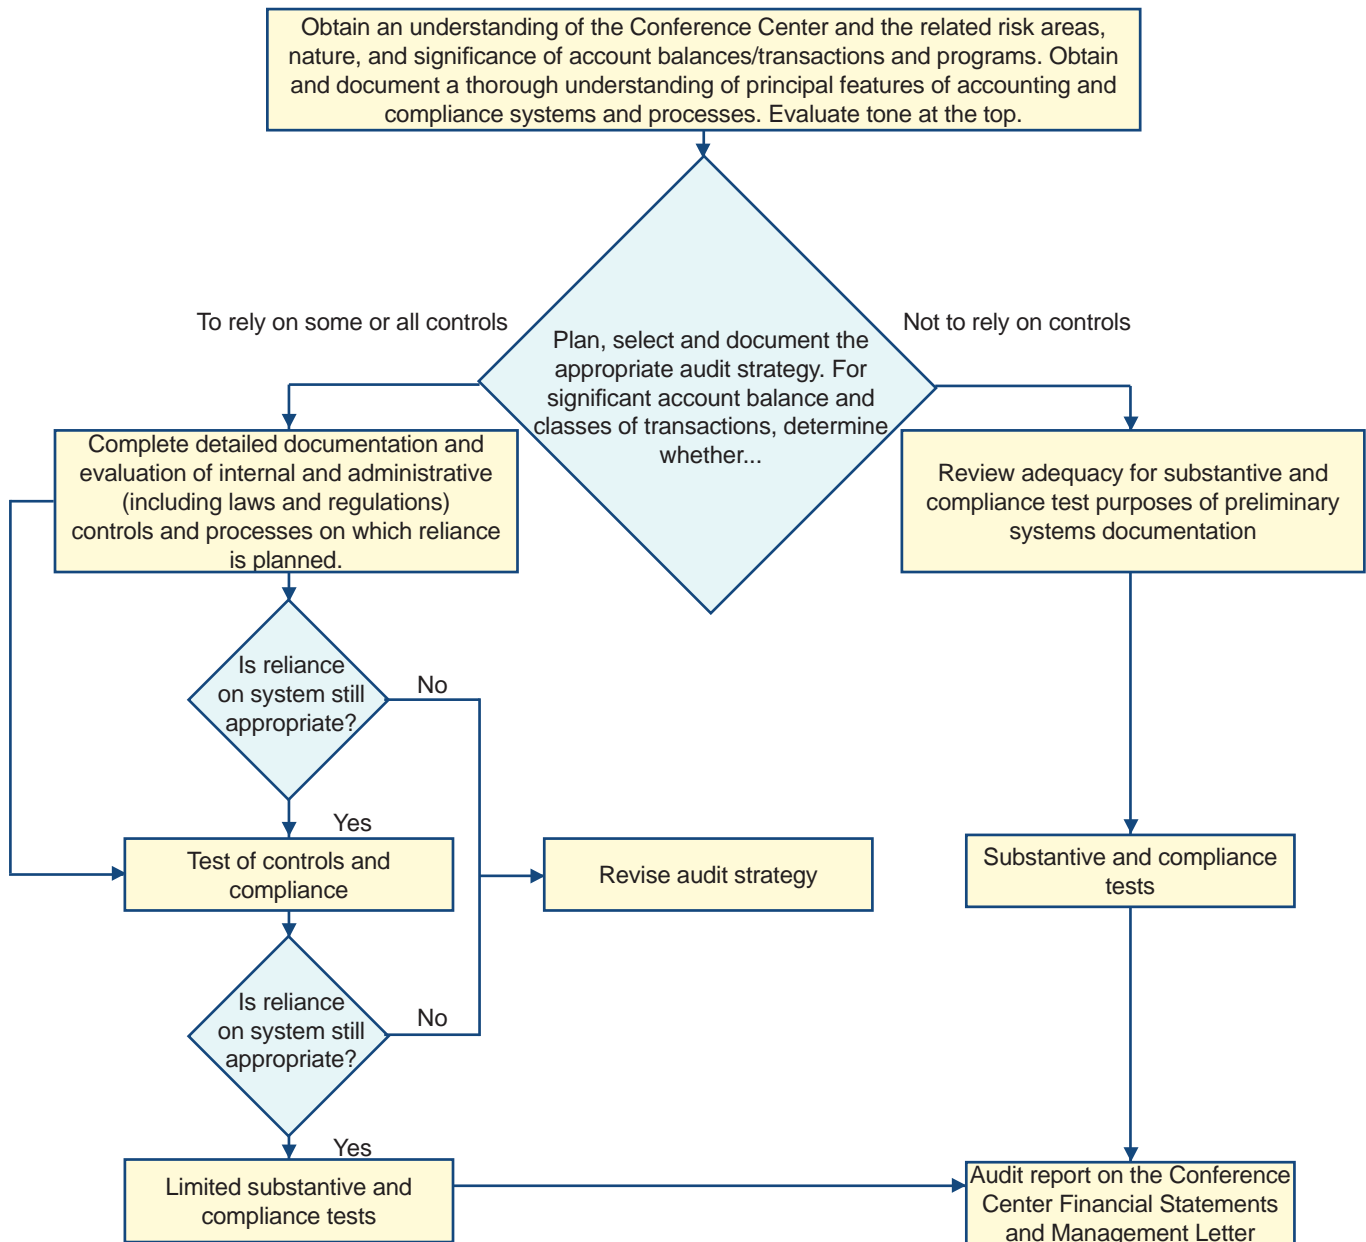 Obtain an understanding of the Conference Center and the related risk areas,
nature, and significance of account balances/transactions and programs. Obtain
and document a thorough understanding of principal features of accounting and
compliance systems and processes. Evaluate tone at the top.
To rely on some or all controls
Not to rely on controls
Plan, select and document the
appropriate audit strategy. For
significant account balance and
classes of transactions, determine
whether...
Complete detailed documentation and
evaluation of internal and administrative
(including laws and regulations)
controls and processes on which reliance
is planned.
Review adequacy for substantive and
compliance test purposes of preliminary
systems documentation
Is reliance
on system still
appropriate?
No
Yes
Test of controls and
compliance
Revise audit strategy
Substantive and compliance
tests
Is reliance
on system still
appropriate?
No
Yes
Limited substantive and
compliance tests
Audit report on the Conference
Center Financial Statements
and Management Letter